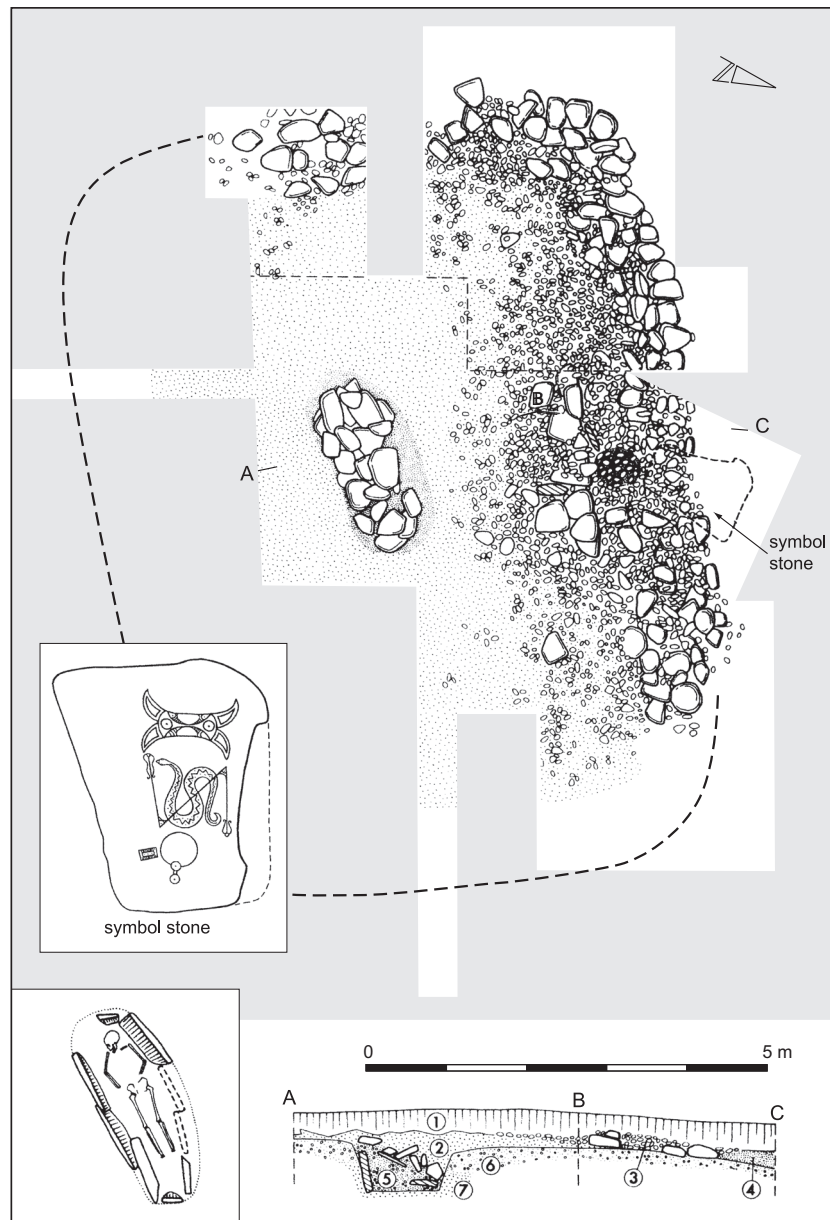 A
B
C
symbol
stone
symbol stone
0 5 m
A B C
①
②
③
④
⑤
⑥
⑦